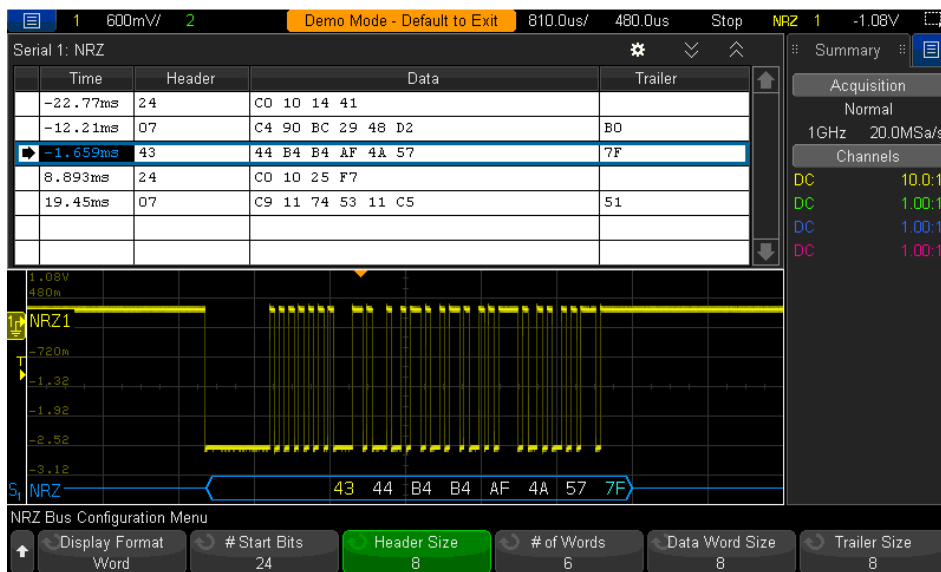 1 600mV/ 2 Demo Mode - Default to Exit 810.0us/ 480.0us Stop NRZ 1 -1.08V
Serial 1: NRZ
Summary
Time Header Data Trailer
-22.77ms 24 C0 10 14 41
-12.21ms 07 C4 90 BC 29 48 D2 B0
-1.659ms 43 44 B4 B4 AF 4A 57 7F
8.893ms 24 C0 10 25 F7
19.45ms 07 C9 11 74 53 11 C5 51
Acquisition
Normal
1GHz 20.0MSa/s
Channels
DC 10.0:1
DC 1.00:1
DC 1.00:1
DC 1.00:1
1.08V
480m
NRZ1
-720m
T
-1.32
-1.92
-2.52
-3.12
S1 NRZ 43 44 B4 B4 AF 4A 57 7F
NRZ Bus Configuration Menu
Display Format # Start Bits Header Size # of Words Data Word Size Trailer Size
Word 24 8 6 8 8